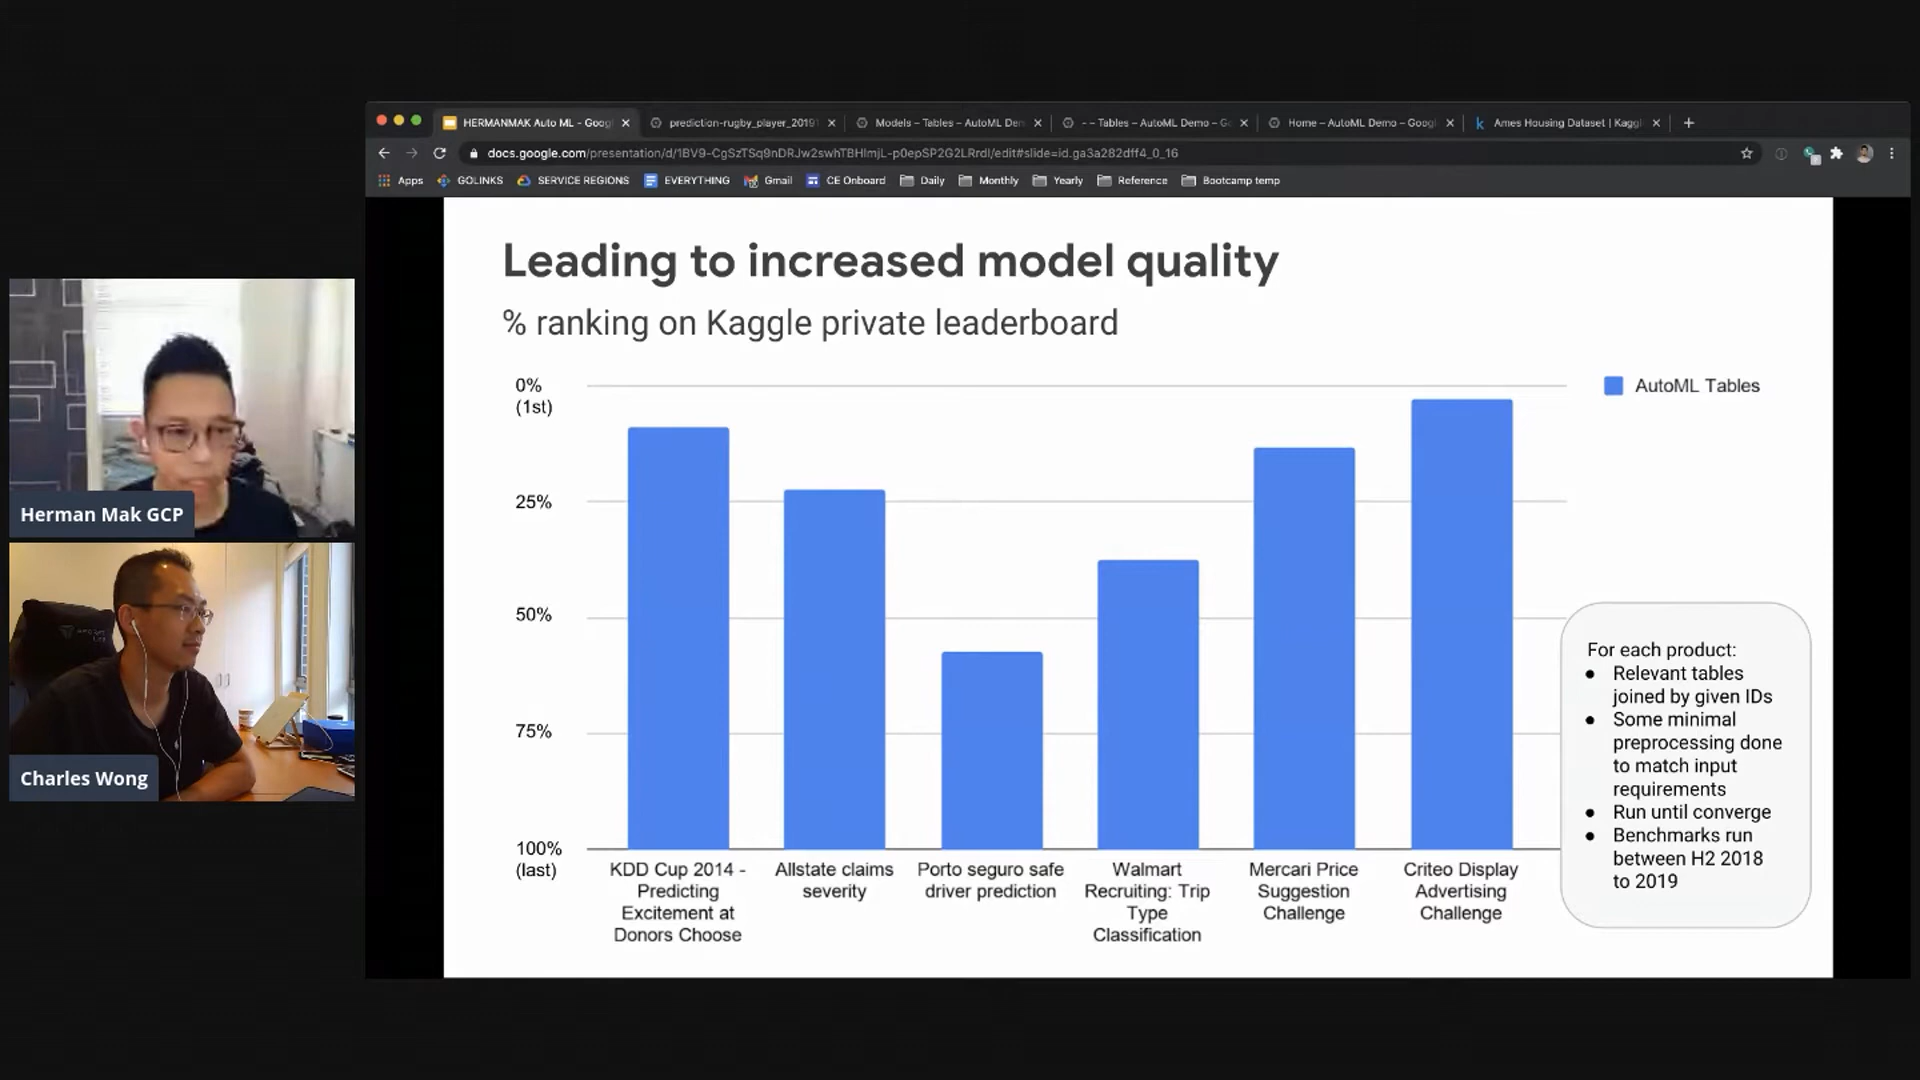 HERMANMAK Auto ML - Goog
prediction-rugby_player_2019
Models – Tables – AutoML Den
- – Tables – AutoML Demo – G
Home – AutoML Demo – Googl
Ames Housing Dataset | Kaggl
docs.google.com/presentation/d/1BV9-CgSzTSq9nDRJw2swhTBHlmjL-p0epSP2G2LRrdI/edit#slide=id.ga3a282dff4_0_16
Apps
GOLINKS
SERVICE REGIONS
EVERYTHING
Gmail
CE Onboard
Daily
Monthly
Yearly
Reference
Bootcamp temp
Leading to increased model quality
% ranking on Kaggle private leaderboard
0%
(1st)
25%
50%
75%
100%
(last)
AutoML Tables
KDD Cup 2014 -
Predicting
Excitement at
Donors Choose
Allstate claims
severity
Porto seguro safe
driver prediction
Walmart
Recruiting: Trip
Type
Classification
Mercari Price
Suggestion
Challenge
Criteo Display
Advertising
Challenge
For each product:
● Relevant tables
joined by given IDs
● Some minimal
preprocessing done
to match input
requirements
● Run until converge
● Benchmarks run
between H2 2018
to 2019
Herman Mak GCP
Charles Wong